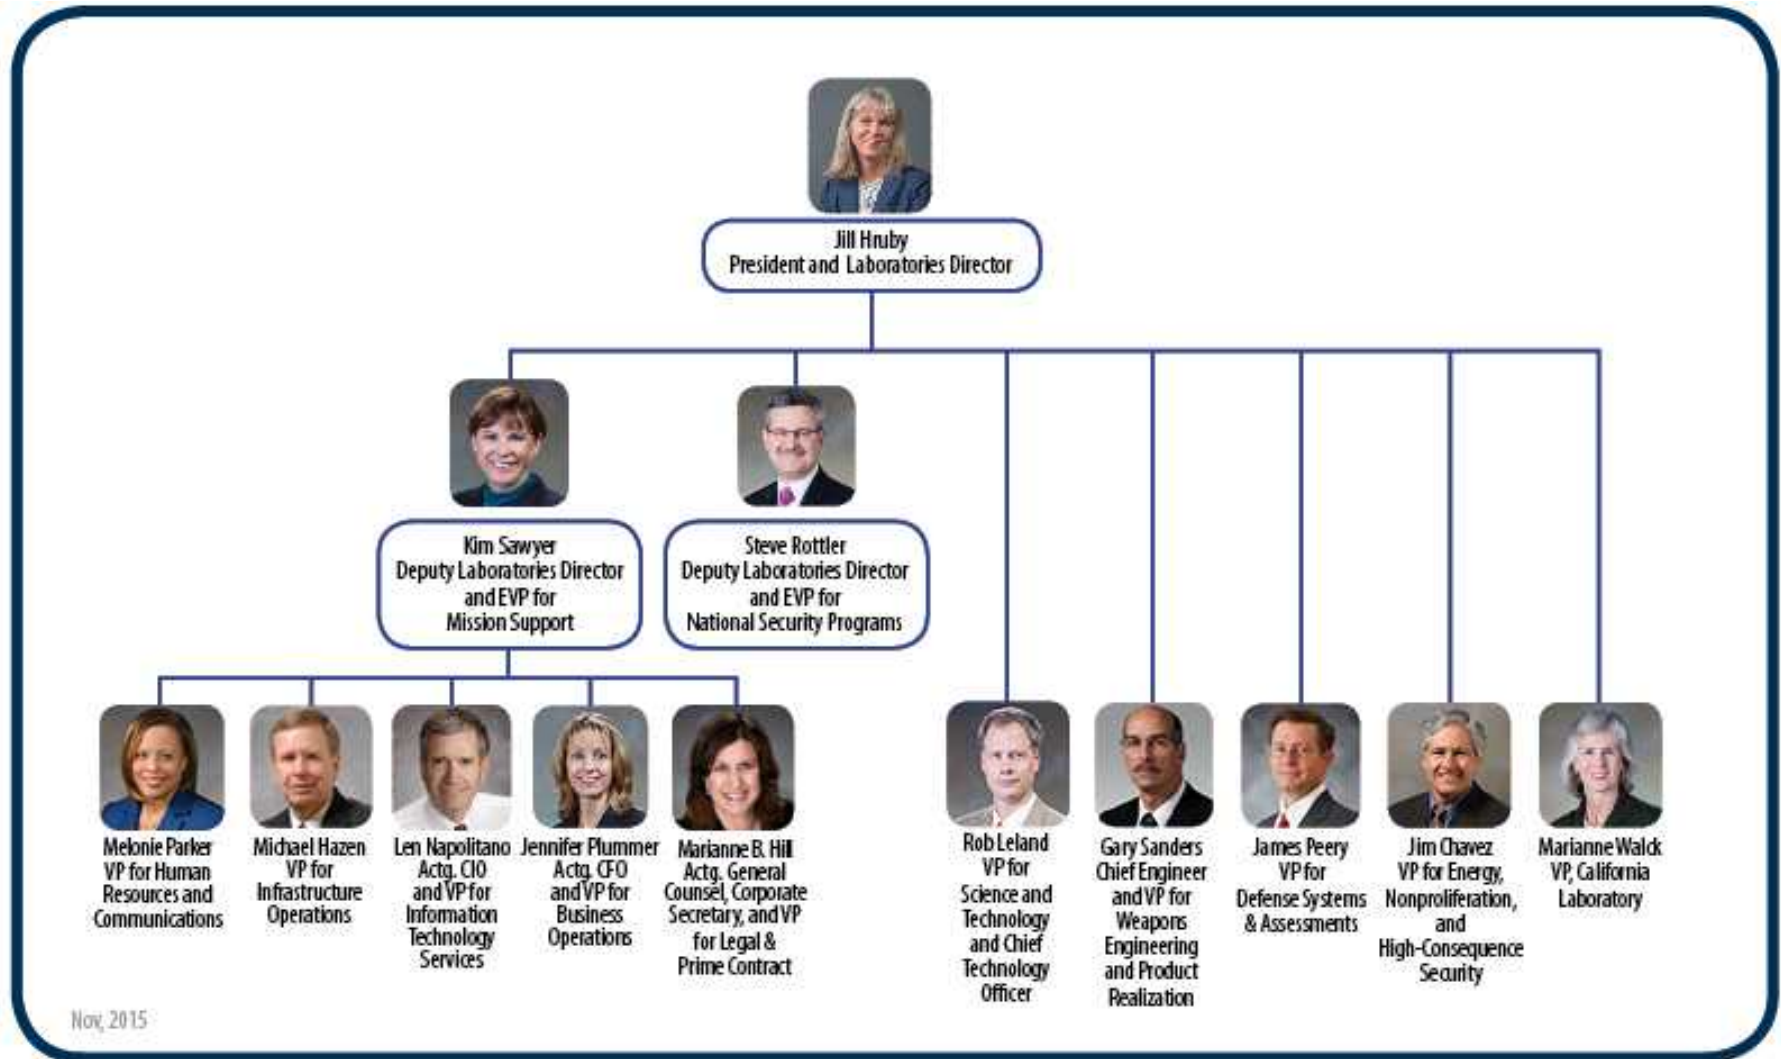 Jill Hruby
President and Laboratories Director
Kim Sawyer
Deputy Laboratories Director
and EVP for
Mission Support
Steve Rottler
Deputy Laboratories Director
and EVP for
National Security Programs
Melonie Parker
VP for Human
Resources and
Communications
Michael Hazen
VP for
Infrastructure
Operations
Len Napolitano
Actg. CIO
and VP for
Information
Technology
Services
Jennifer Plummer
Actg. CFO
and VP for
Business
Operations
Marianne B. Hill
Actg. General
Counsel, Corporate
Secretary, and VP
for Legal &
Prime Contract
Rob Leland
VP for
Science and
Technology
and Chief
Technology
Officer
Gary Sanders
Chief Engineer
and VP for
Weapons
Engineering
and Product
Realization
James Peery
VP for
Defense Systems
& Assessments
Jim Chavez
VP for Energy,
Nonproliferation,
and
High-Consequence
Security
Marianne Walck
VP, California
Laboratory
Nov, 2015